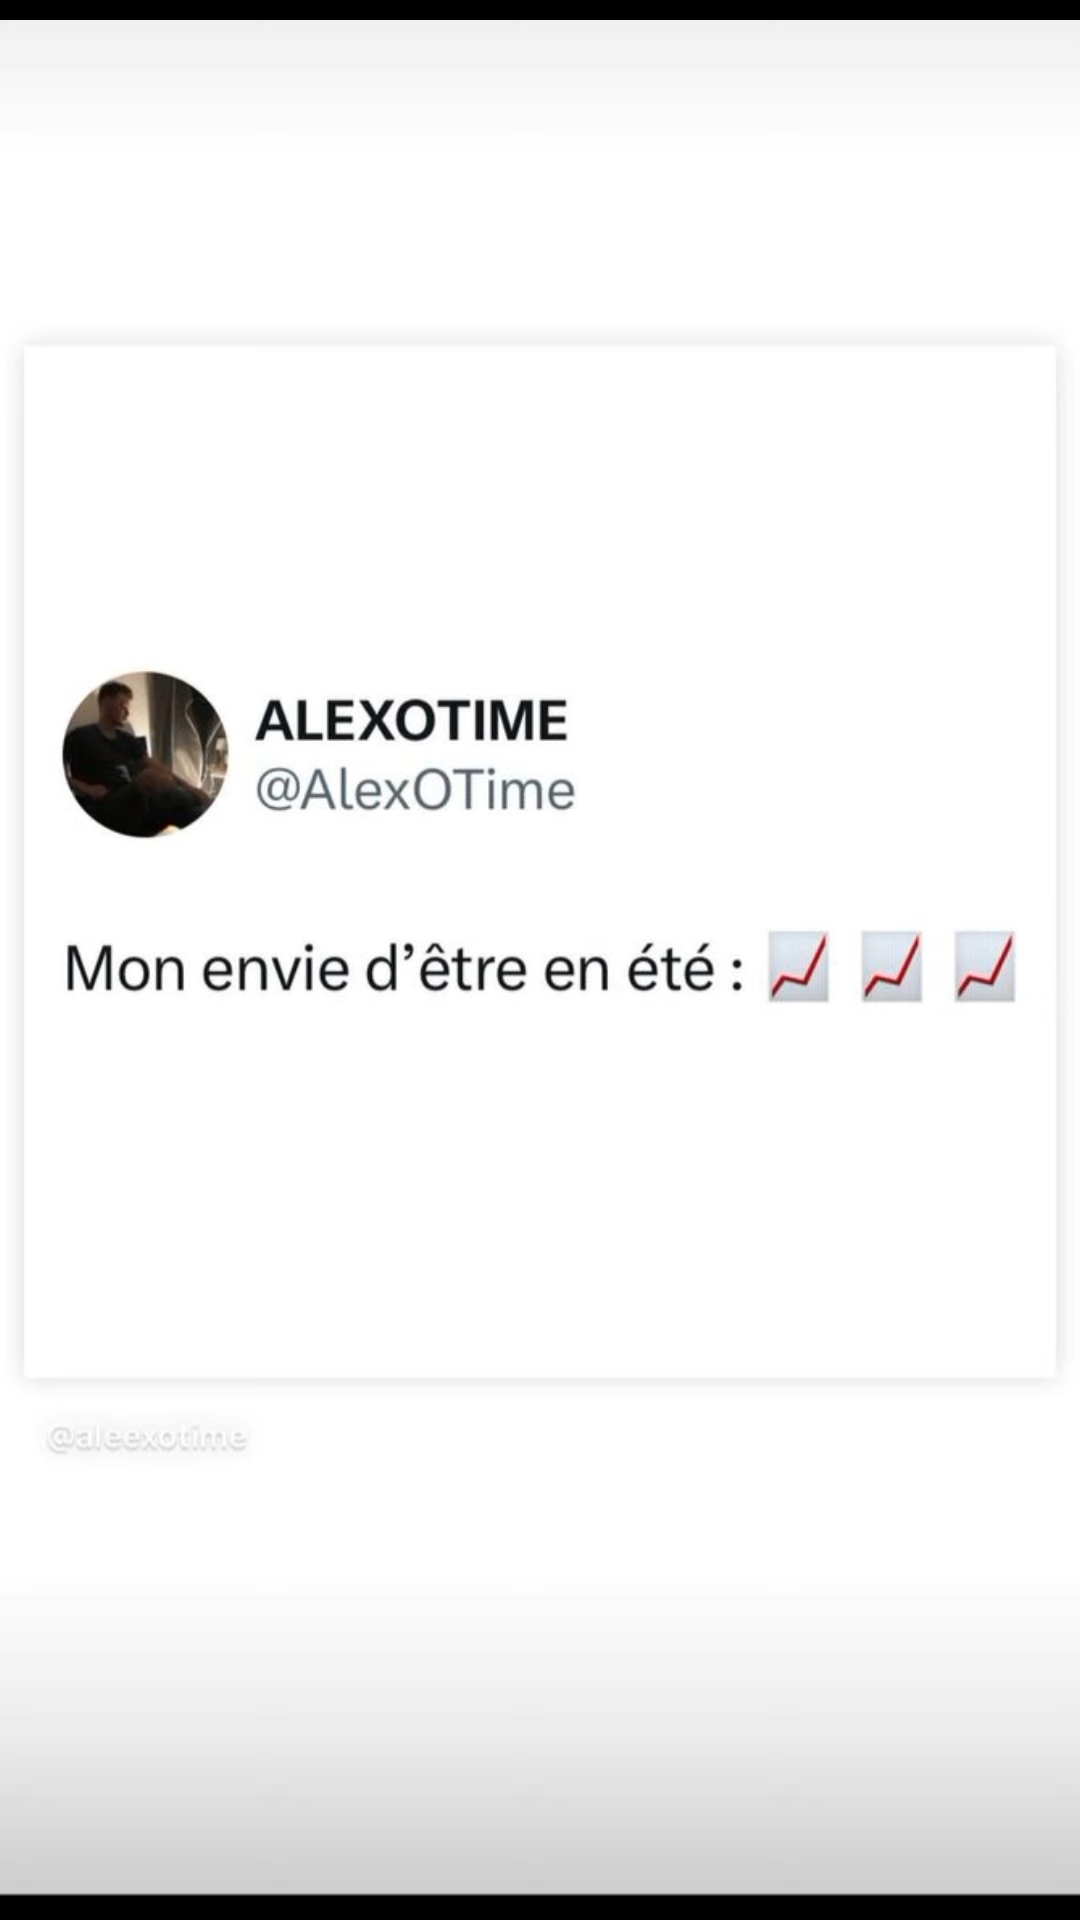 ALEXOTIME
@AlexOTime
Mon envie d’être en été : 📈 📈 📈
@aleexotime